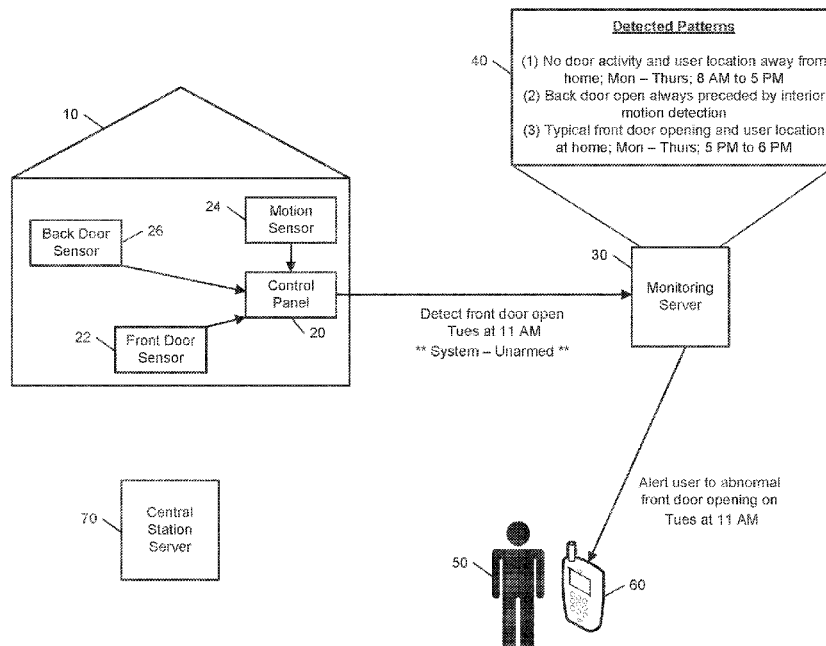 Detected Patterns
40
(1) No door activity and user location away from
home; Mon – Thurs; 8 AM to 5 PM
(2) Back door open always preceded by interior
motion detection
(3) Typical front door opening and user location
at home; Mon – Thurs; 5 PM to 6 PM
10
24
Motion
Sensor
Back Door
Sensor
26
30
Monitoring
Server
Control
Panel
20
22
Front Door
Sensor
Detect front door open
Tues at 11 AM
** System – Unarmed **
70
Central
Station
Server
Alert user to abnormal
front door opening on
Tues at 11 AM
50
60